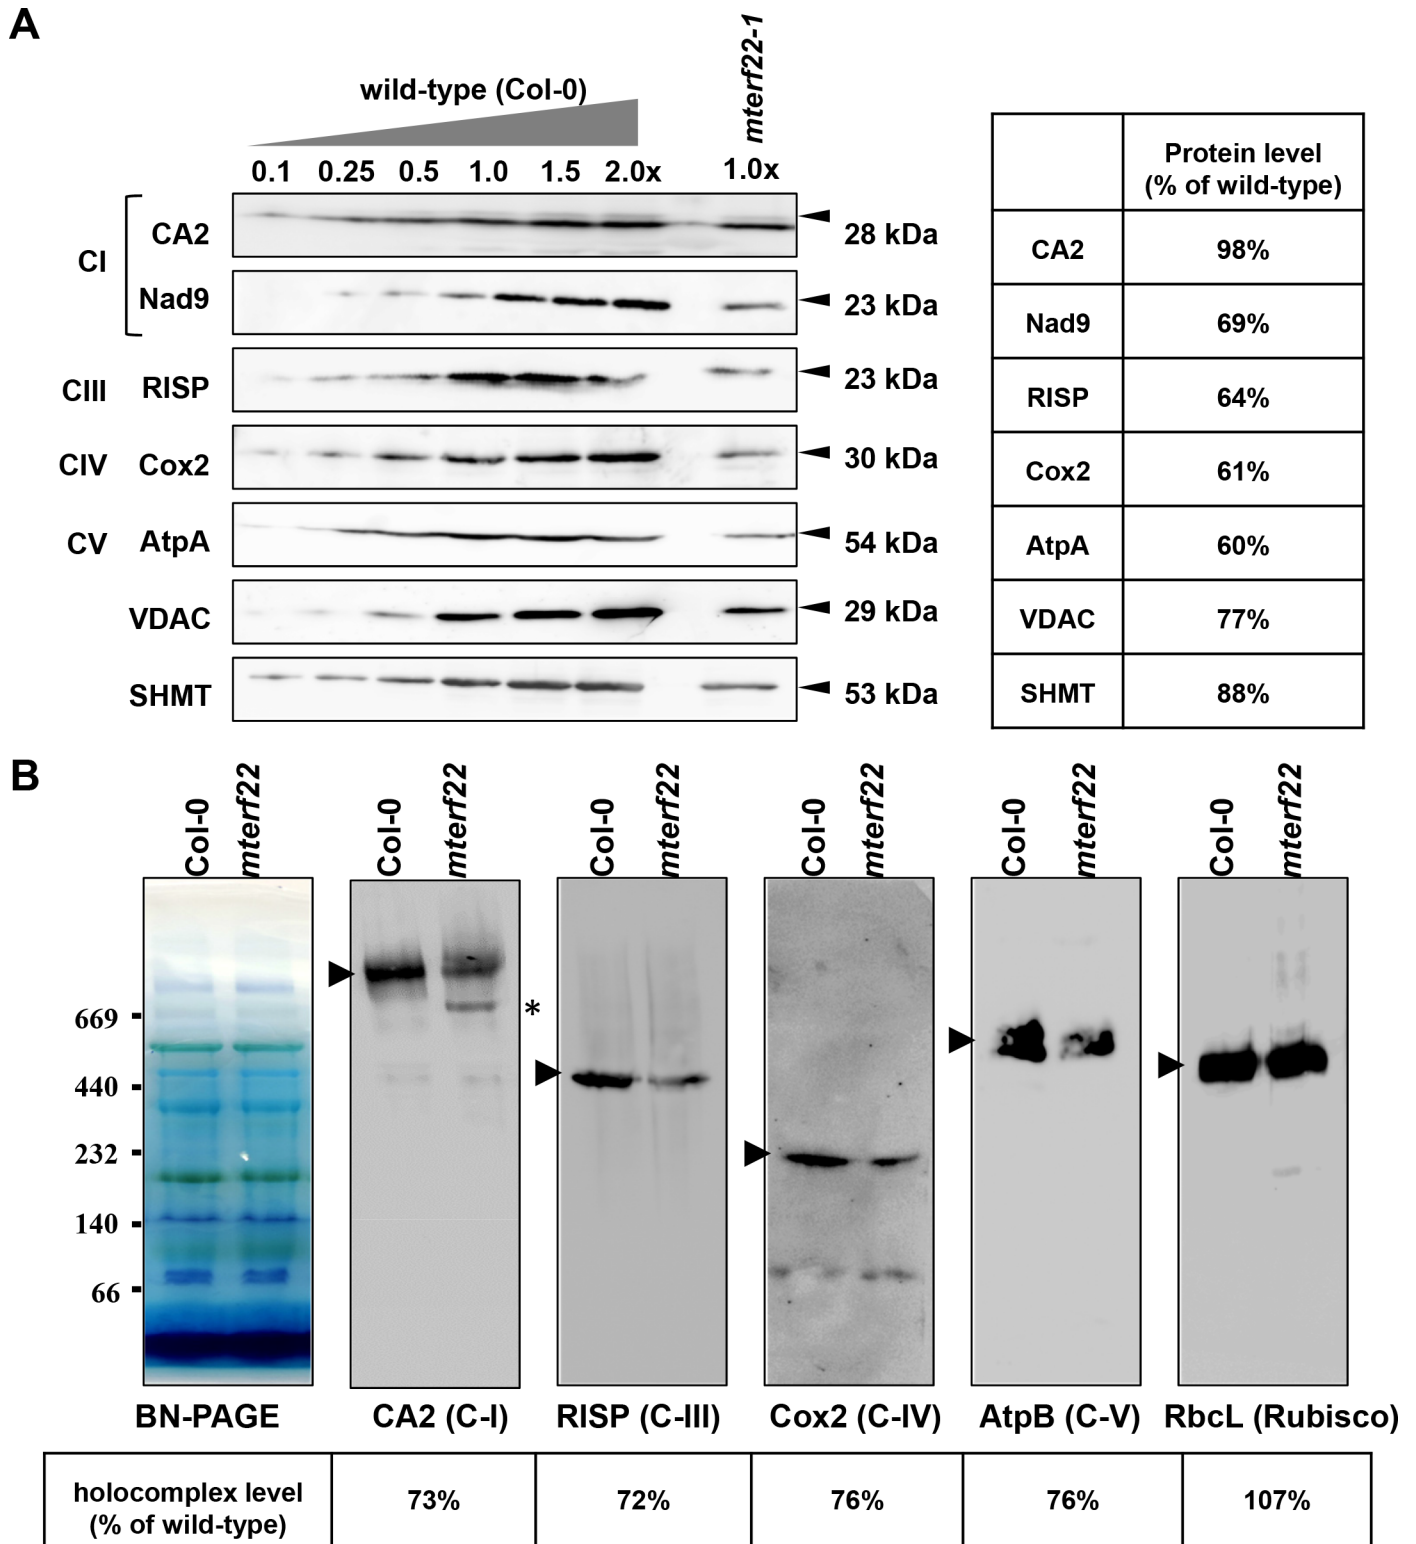 A
wild-type (Col-0)
mterf22-1
0.1 0.25 0.5 1.0 1.5 2.0x 1.0x
CI
CA2
28 kDa
Nad9
23 kDa
CIII RISP
23 kDa
CIV Cox2
30 kDa
CV AtpA
54 kDa
VDAC
29 kDa
SHMT
53 kDa
Protein level
(% of wild-type)
CA2 98%
Nad9 69%
RISP 64%
Cox2 61%
AtpA 60%
VDAC 77%
SHMT 88%
B
Col-0 mterf22 Col-0 mterf22 Col-0 mterf22 Col-0 mterf22 Col-0 mterf22 Col-0 mterf22
669
*
440
232
140
66
BN-PAGE CA2 (C-I) RISP (C-III) Cox2 (C-IV) AtpB (C-V) RbcL (Rubisco)
holocomplex level
(% of wild-type)
73% 72% 76% 76% 107%